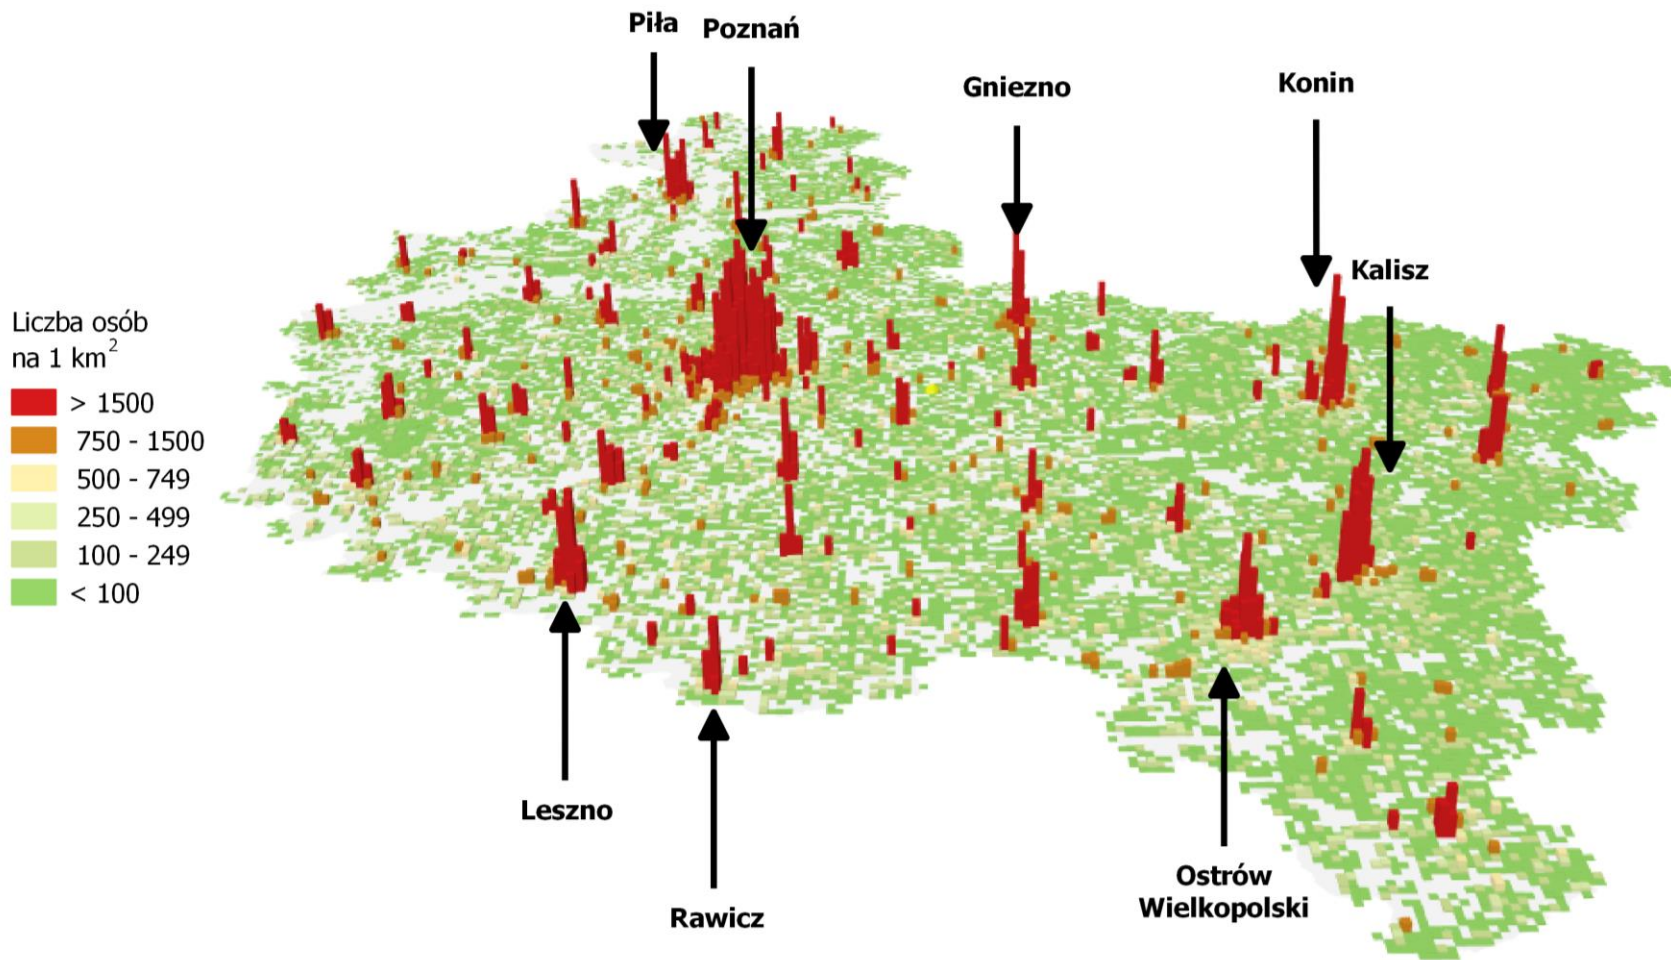 Piła
Poznań
Gniezno
Konin
Kalisz
Liczba osób
na 1 km²
> 1500
750 - 1500
500 - 749
250 - 499
100 - 249
< 100
Leszno
Rawicz
Ostrów
Wielkopolski